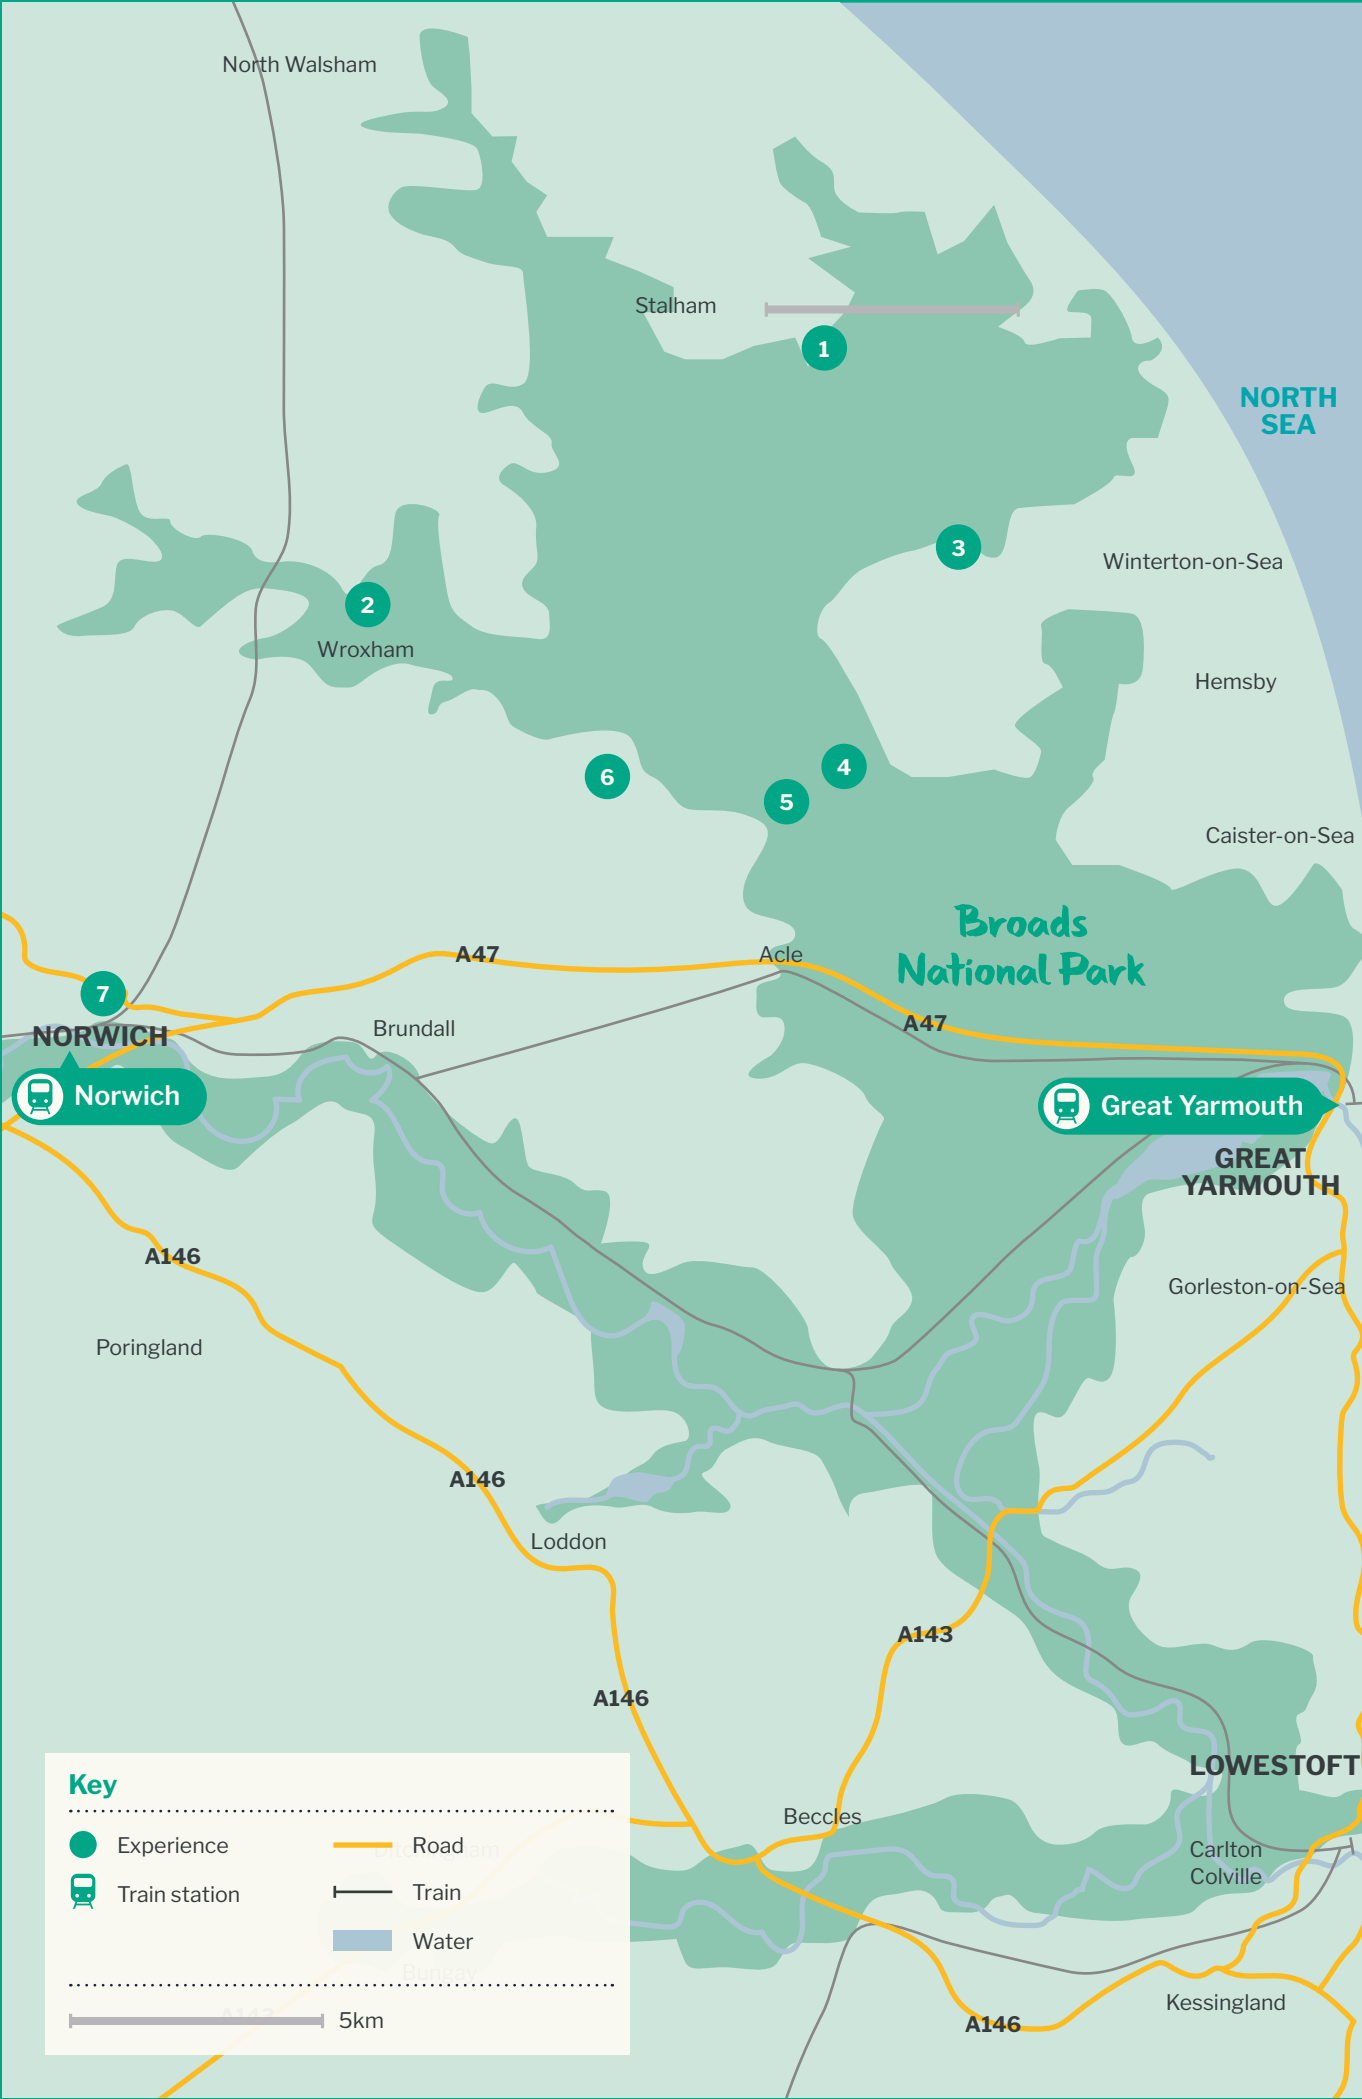 North Walsham
Stalham
1
NORTH
SEA
3
Winterton-on-Sea
2
Wroxham
Hemsby
4
6
5
Caister-on-Sea
Broads
National Park
A47
Acle
7
A47
NORWICH
Brundall
Norwich
Great Yarmouth
GREAT
YARMOUTH
A146
Gorleston-on-Sea
Poringland
A146
Loddon
A143
A146
LOWESTOFT
Beccles
Carlton
Colville
Key
Experience
Road
Train station
Train
Water
Bungay
A143
5km
Kessingland
A146